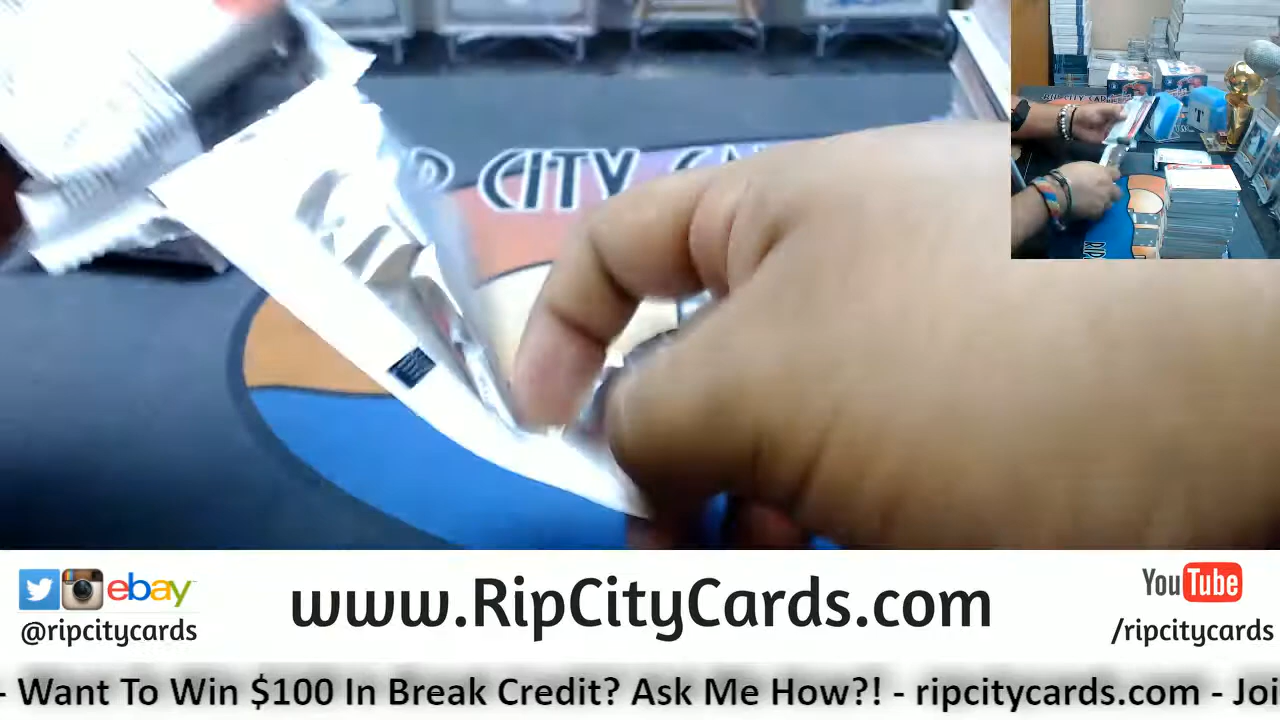 CITY
ebay
@ripcitycards
www.RipCityCards.com
YouTube
/ripcitycards
- Want To Win $100 In Break Credit? Ask Me How?! - ripcitycards.com - Joi